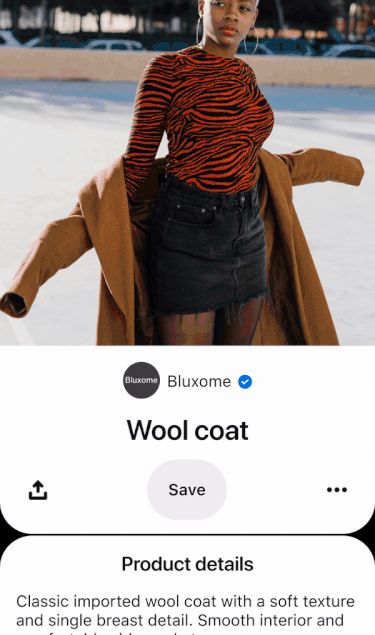 Bluxome
Bluxome
Wool coat
Save
Product details
Classic imported wool coat with a soft texture
and single breast detail. Smooth interior and